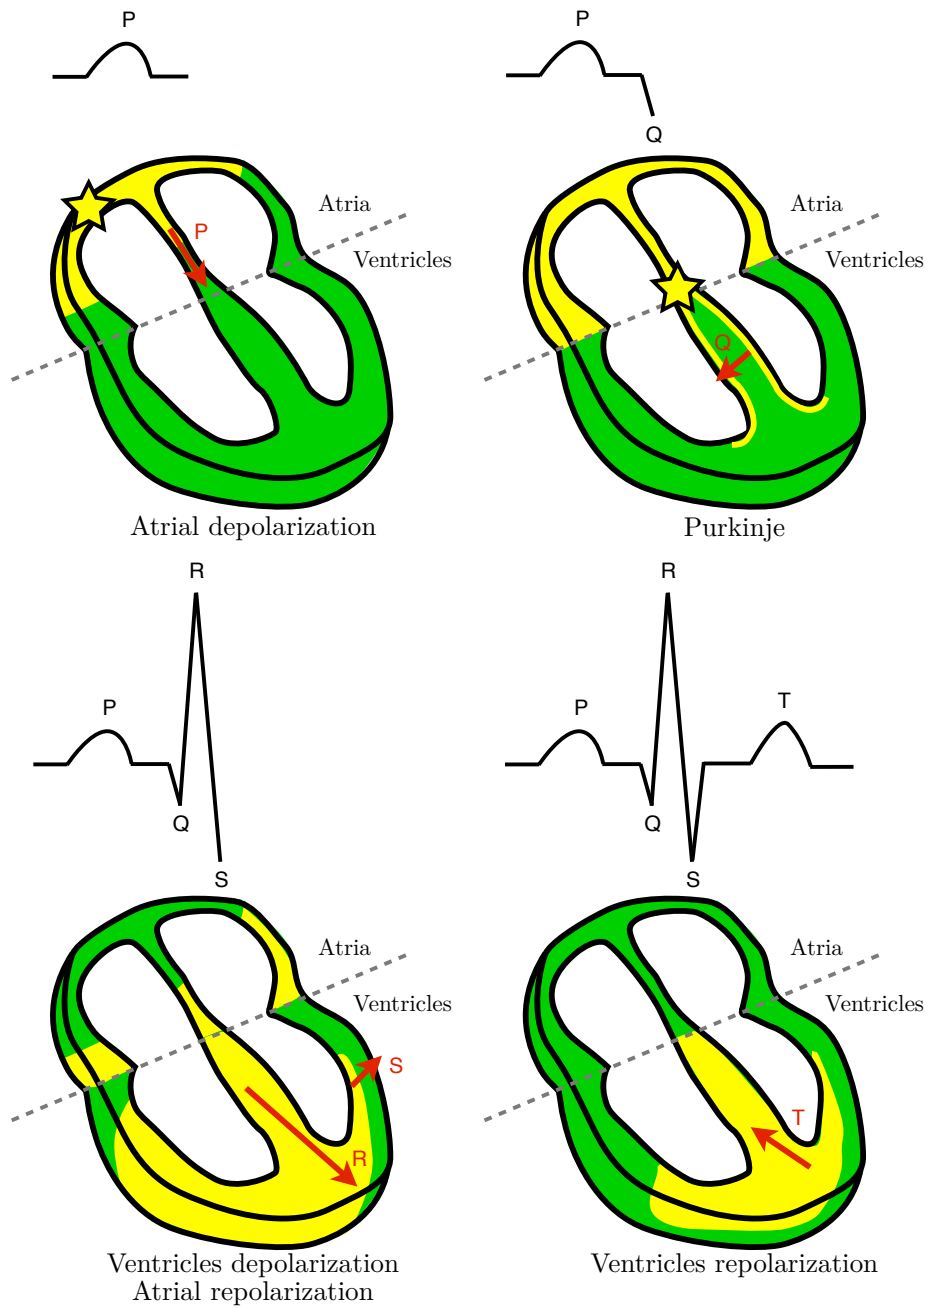 P
P
Q
Atria
Ventricles
P
Atria
Ventricles
Q
Atrial depolarization
Purkinje
R
P
Q
S
R
P
T
Q
S
Atria
Ventricles
S
R
Atria
Ventricles
T
Ventricles depolarization
Atrial repolarization
Ventricles repolarization